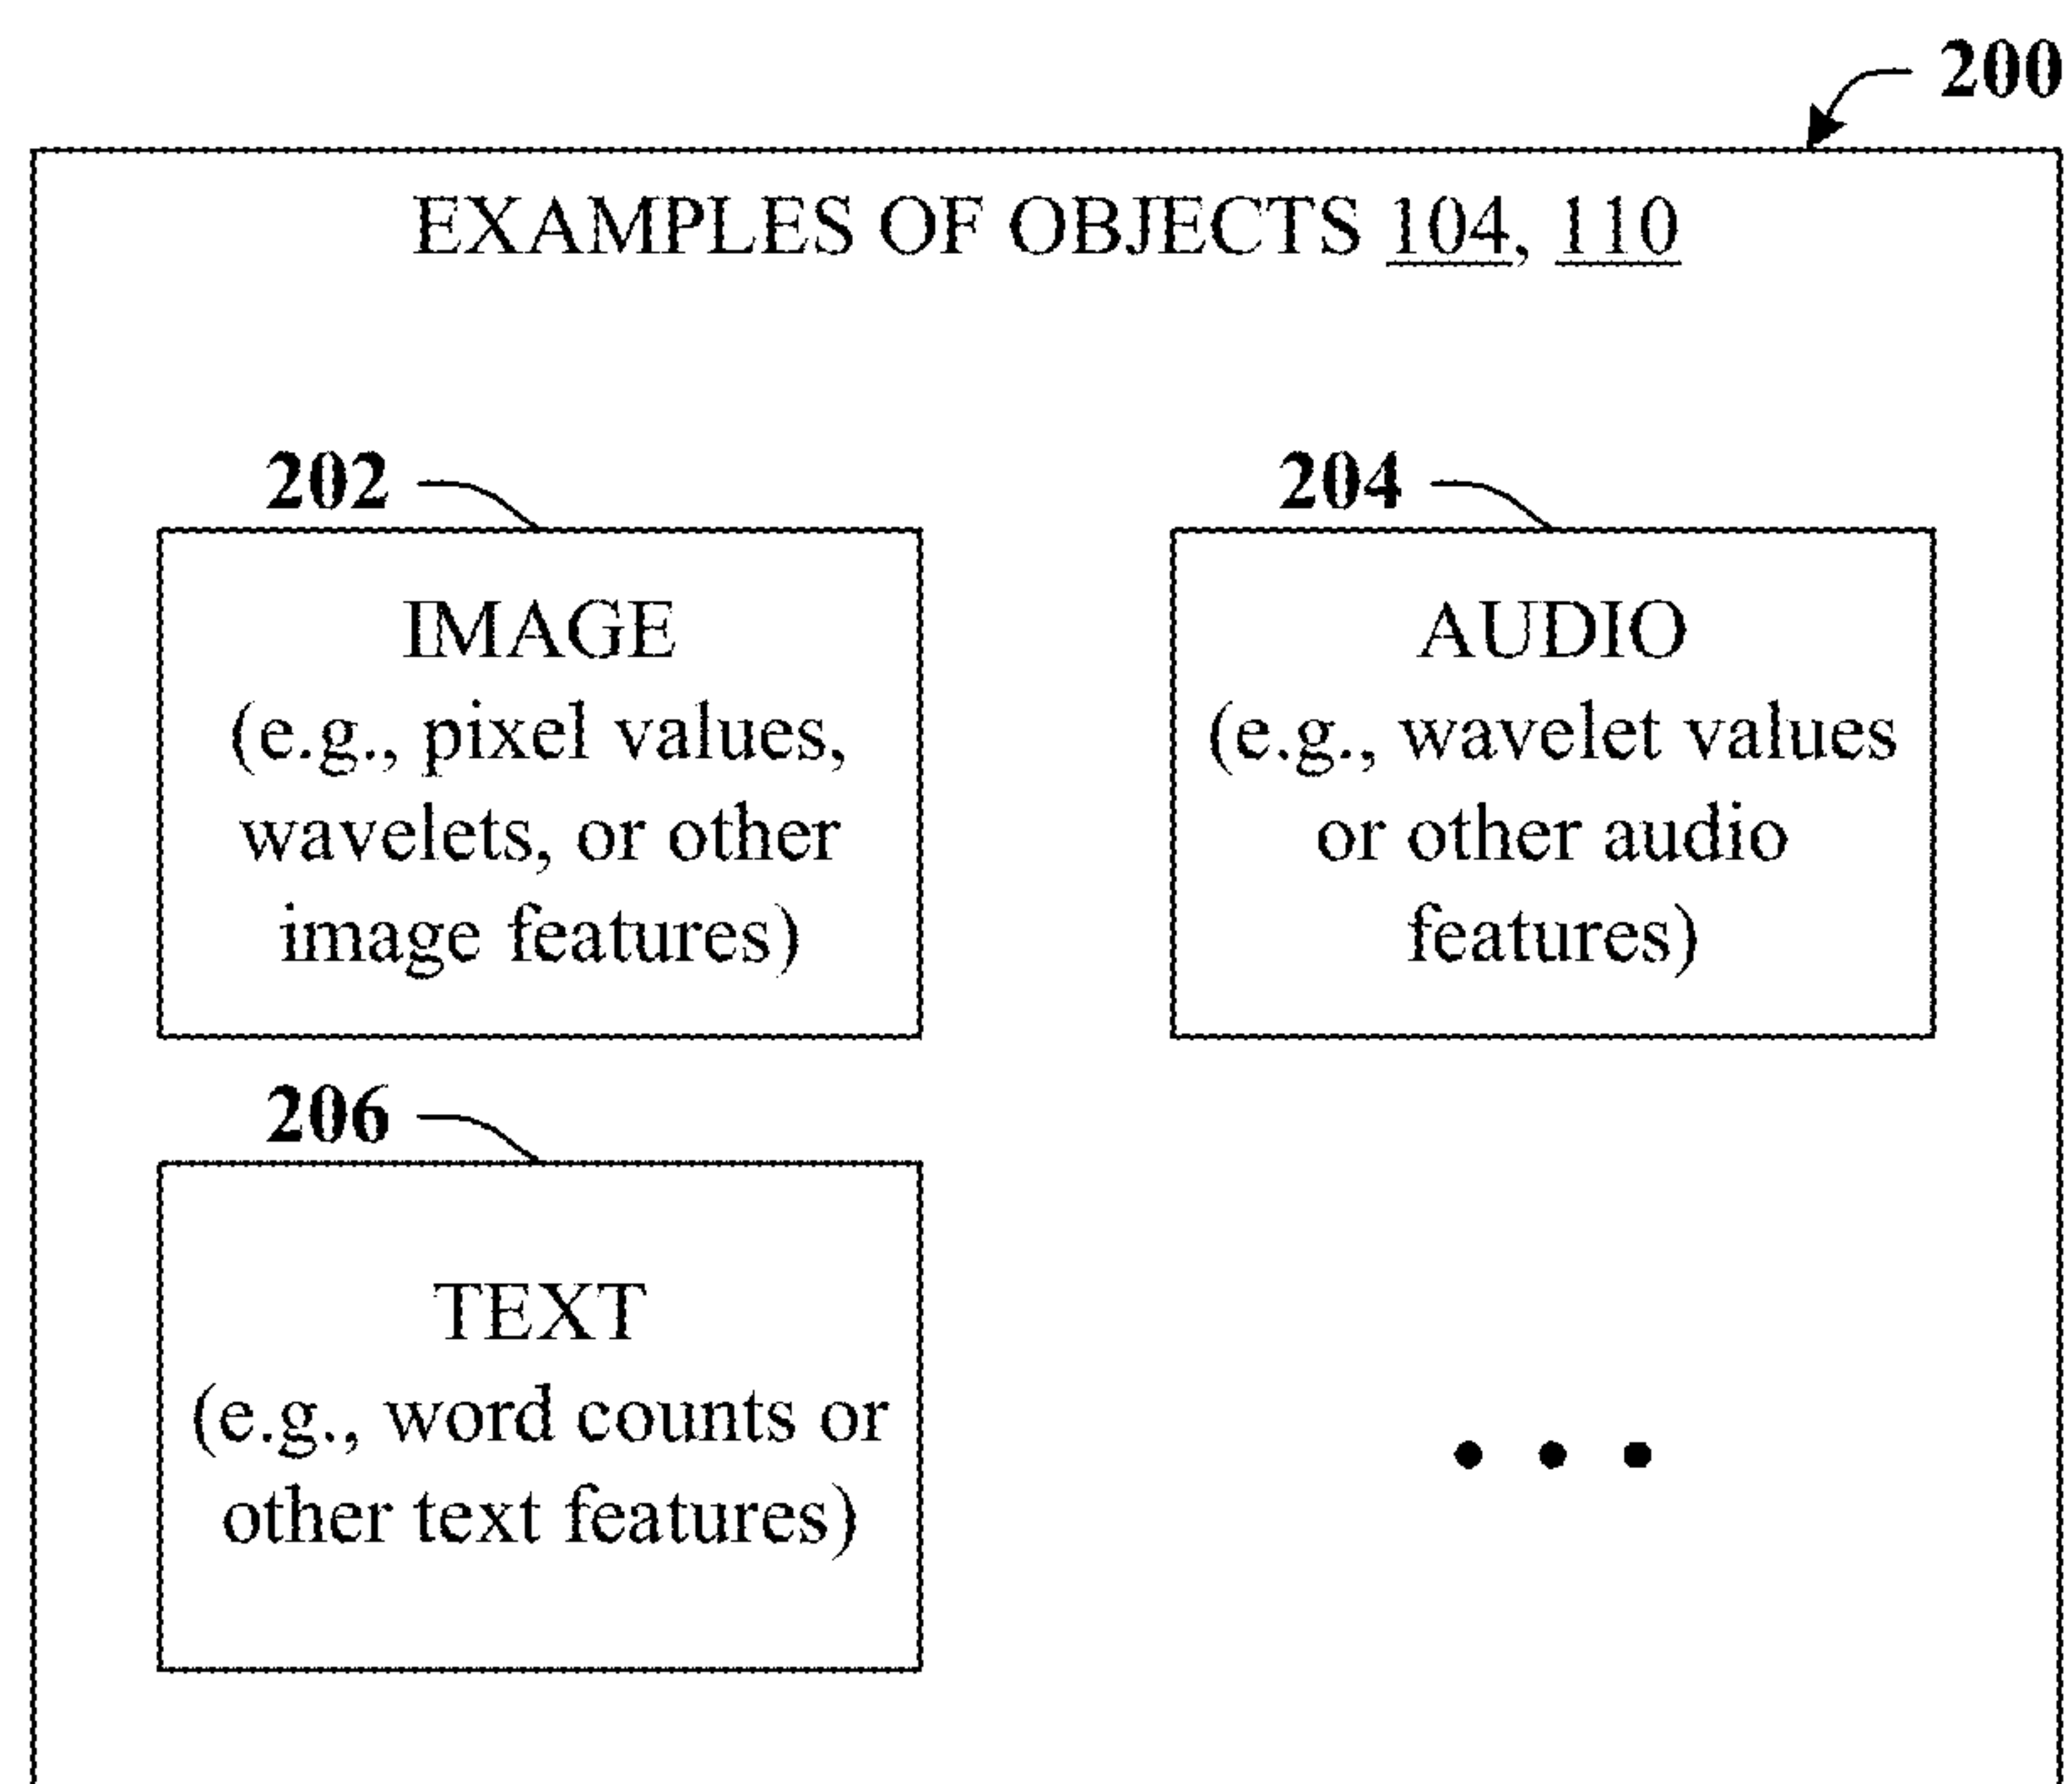 200
EXAMPLES OF OBJECTS 104, 110
202
IMAGE
(e.g., pixel values,
wavelets, or other
image features)
204
AUDIO
(e.g., wavelet values
or other audio
features)
206
TEXT
(e.g., word counts or
other text features)
• • •